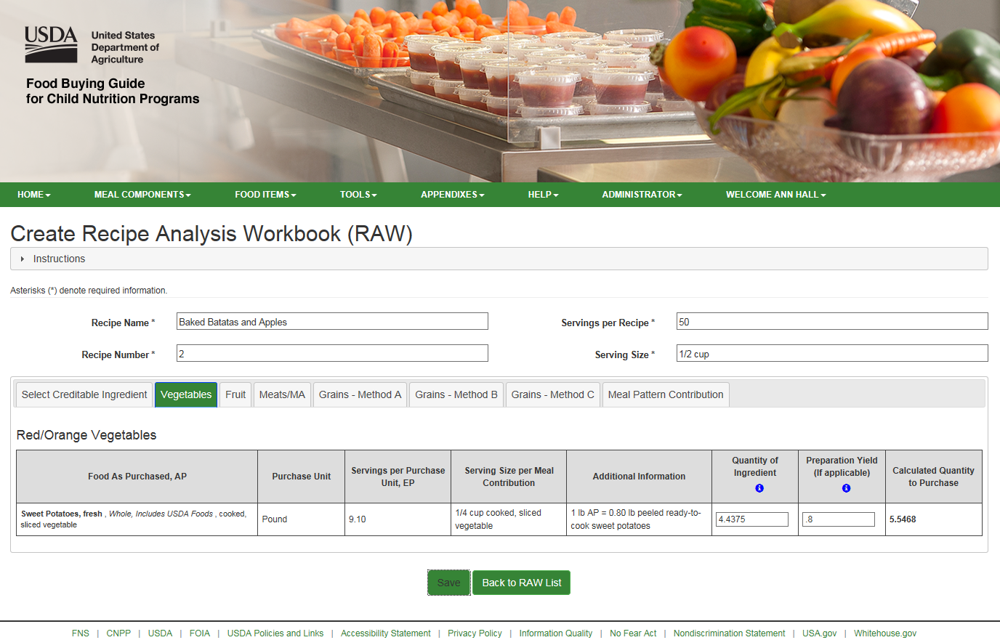 USDA
United States
Department of
Agriculture
Food Buying Guide
for Child Nutrition Programs
HOME
MEAL COMPONENTS
FOOD ITEMS
TOOLS
APPENDIXES
HELP
ADMINISTRATOR
WELCOME ANN HALL
Create Recipe Analysis Workbook (RAW)
Instructions
Asterisks (*) denote required information.
Recipe Name *
Baked Batatas and Apples
Servings per Recipe *
50
Recipe Number *
2
Serving Size *
1/2 cup
Select Creditable Ingredient
Vegetables
Fruit
Meats/MA
Grains - Method A
Grains - Method B
Grains - Method C
Meal Pattern Contribution
Red/Orange Vegetables
Food As Purchased, AP
Purchase Unit
Servings per Purchase
Unit, EP
Serving Size per Meal
Contribution
Additional Information
Quantity of
Ingredient
Preparation Yield
(If applicable)
Calculated Quantity
to Purchase
Sweet Potatoes, fresh , Whole, Includes USDA Foods , cooked,
sliced vegetable
Pound
9.10
1/4 cup cooked, sliced
vegetable
1 lb AP = 0.80 lb peeled ready-to-
cook sweet potatoes
4.4375
.8
5.5468
Save
Back to RAW List
FNS | CNPP | USDA | FOIA | USDA Policies and Links | Accessibility Statement | Privacy Policy | Information Quality | No Fear Act | Nondiscrimination Statement | USA.gov | Whitehouse.gov